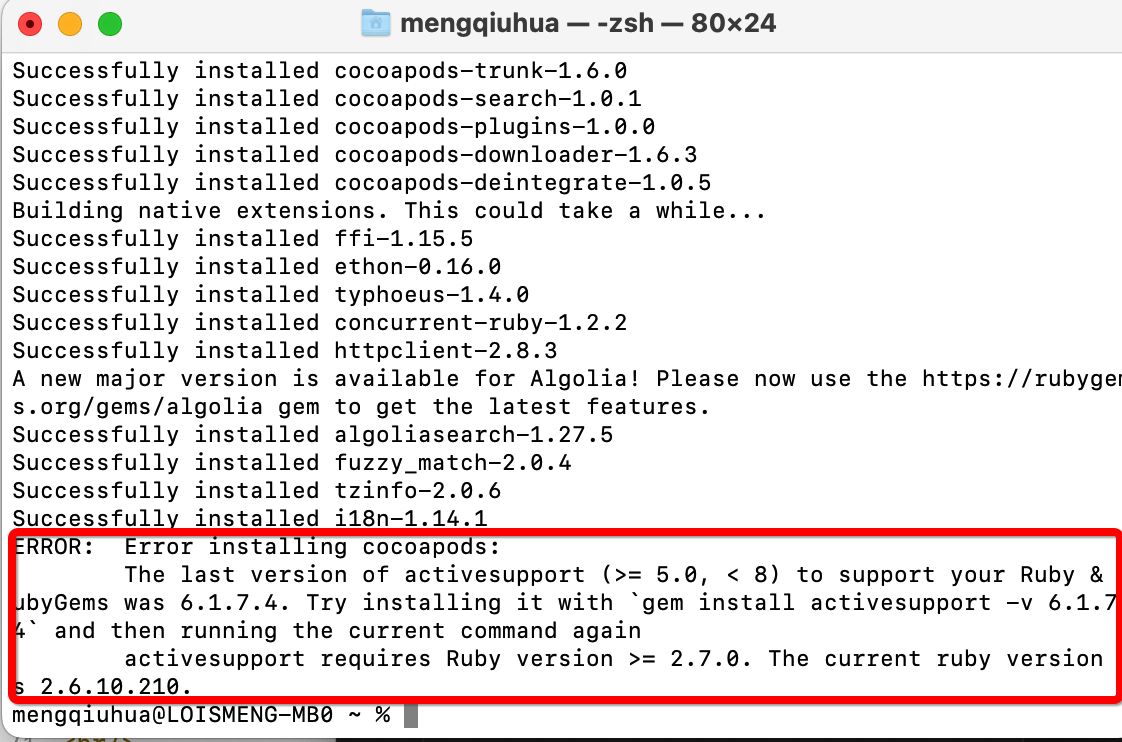 mengqiuhua — -zsh — 80×24
Successfully installed cocoapods-trunk-1.6.0
Successfully installed cocoapods-search-1.0.1
Successfully installed cocoapods-plugins-1.0.0
Successfully installed cocoapods-downloader-1.6.3
Successfully installed cocoapods-deintegrate-1.0.5
Building native extensions. This could take a while...
Successfully installed ffi-1.15.5
Successfully installed ethon-0.16.0
Successfully installed typhoeus-1.4.0
Successfully installed concurrent-ruby-1.2.2
Successfully installed httpclient-2.8.3
A new major version is available for Algolia! Please now use the https://rubygem
s.org/gems/algolia gem to get the latest features.
Successfully installed algoliasearch-1.27.5
Successfully installed fuzzy_match-2.0.4
Successfully installed tzinfo-2.0.6
Successfully installed i18n-1.14.1
ERROR:  Error installing cocoapods:
        The last version of activesupport (>= 5.0, < 8) to support your Ruby &
ubyGems was 6.1.7.4. Try installing it with `gem install activesupport -v 6.1.7
4` and then running the current command again
        activesupport requires Ruby version >= 2.7.0. The current ruby version
s 2.6.10.210.
mengqiuhua@LOISMENG-MB0 ~ %